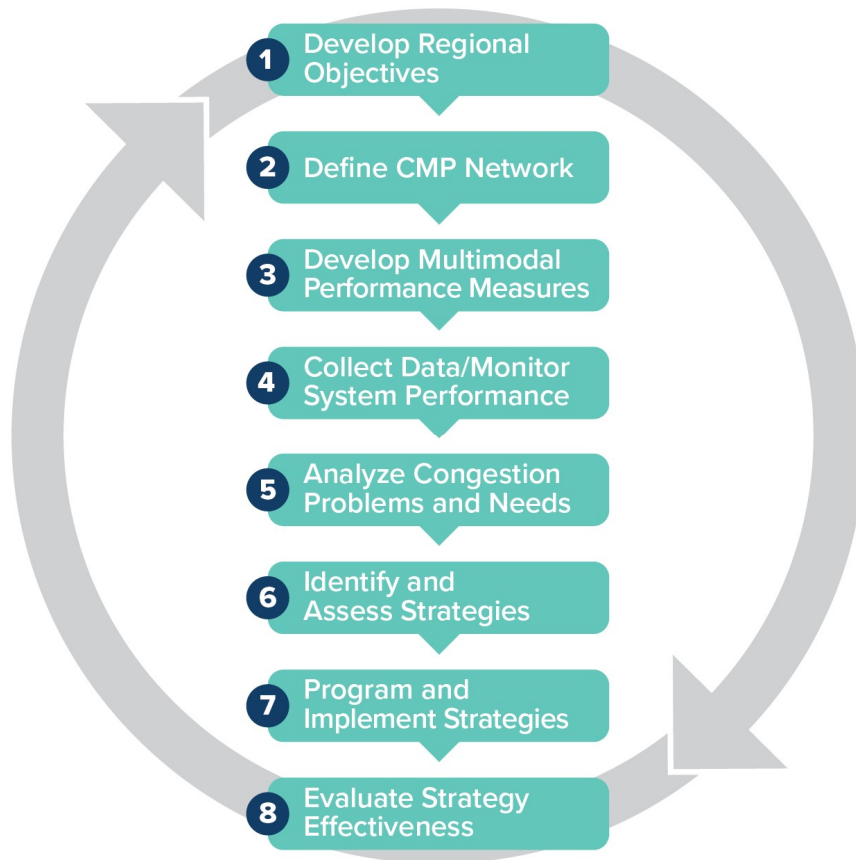 1
Develop Regional
Objectives
2
Define CMP Network
3
Develop Multimodal
Performance Measures
4
Collect Data/Monitor
System Performance
5
Analyze Congestion
Problems and Needs
6
Identify and
Assess Strategies
7
Program and
Implement Strategies
8
Evaluate Strategy
Effectiveness